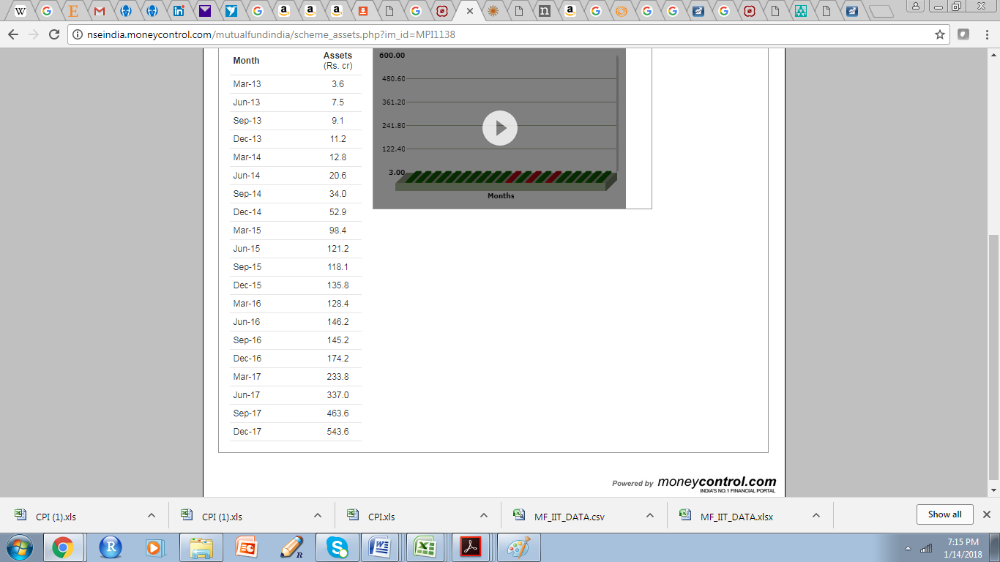 nseindia.moneycontrol.com/mutualfundindia/scheme_assets.php?im_id=MPI1138
Month Assets (Rs. cr)
Mar-13 3.6
Jun-13 7.5
Sep-13 9.1
Dec-13 11.2
Mar-14 12.8
Jun-14 20.6
Sep-14 34.0
Dec-14 52.9
Mar-15 98.4
Jun-15 121.2
Sep-15 118.1
Dec-15 135.8
Mar-16 128.4
Jun-16 146.2
Sep-16 145.2
Dec-16 174.2
Mar-17 233.8
Jun-17 337.0
Sep-17 463.6
Dec-17 543.6
600.00
480.60
361.20
241.80
122.40
3.00
Months
Powered by moneycontrol.com
INDIA'S NO.1 FINANCIAL PORTAL
CPI (1).xls CPI (1).xls CPI.xls MF_IIT_DATA.csv MF_IIT_DATA.xlsx Show all
7:15 PM
1/14/2018